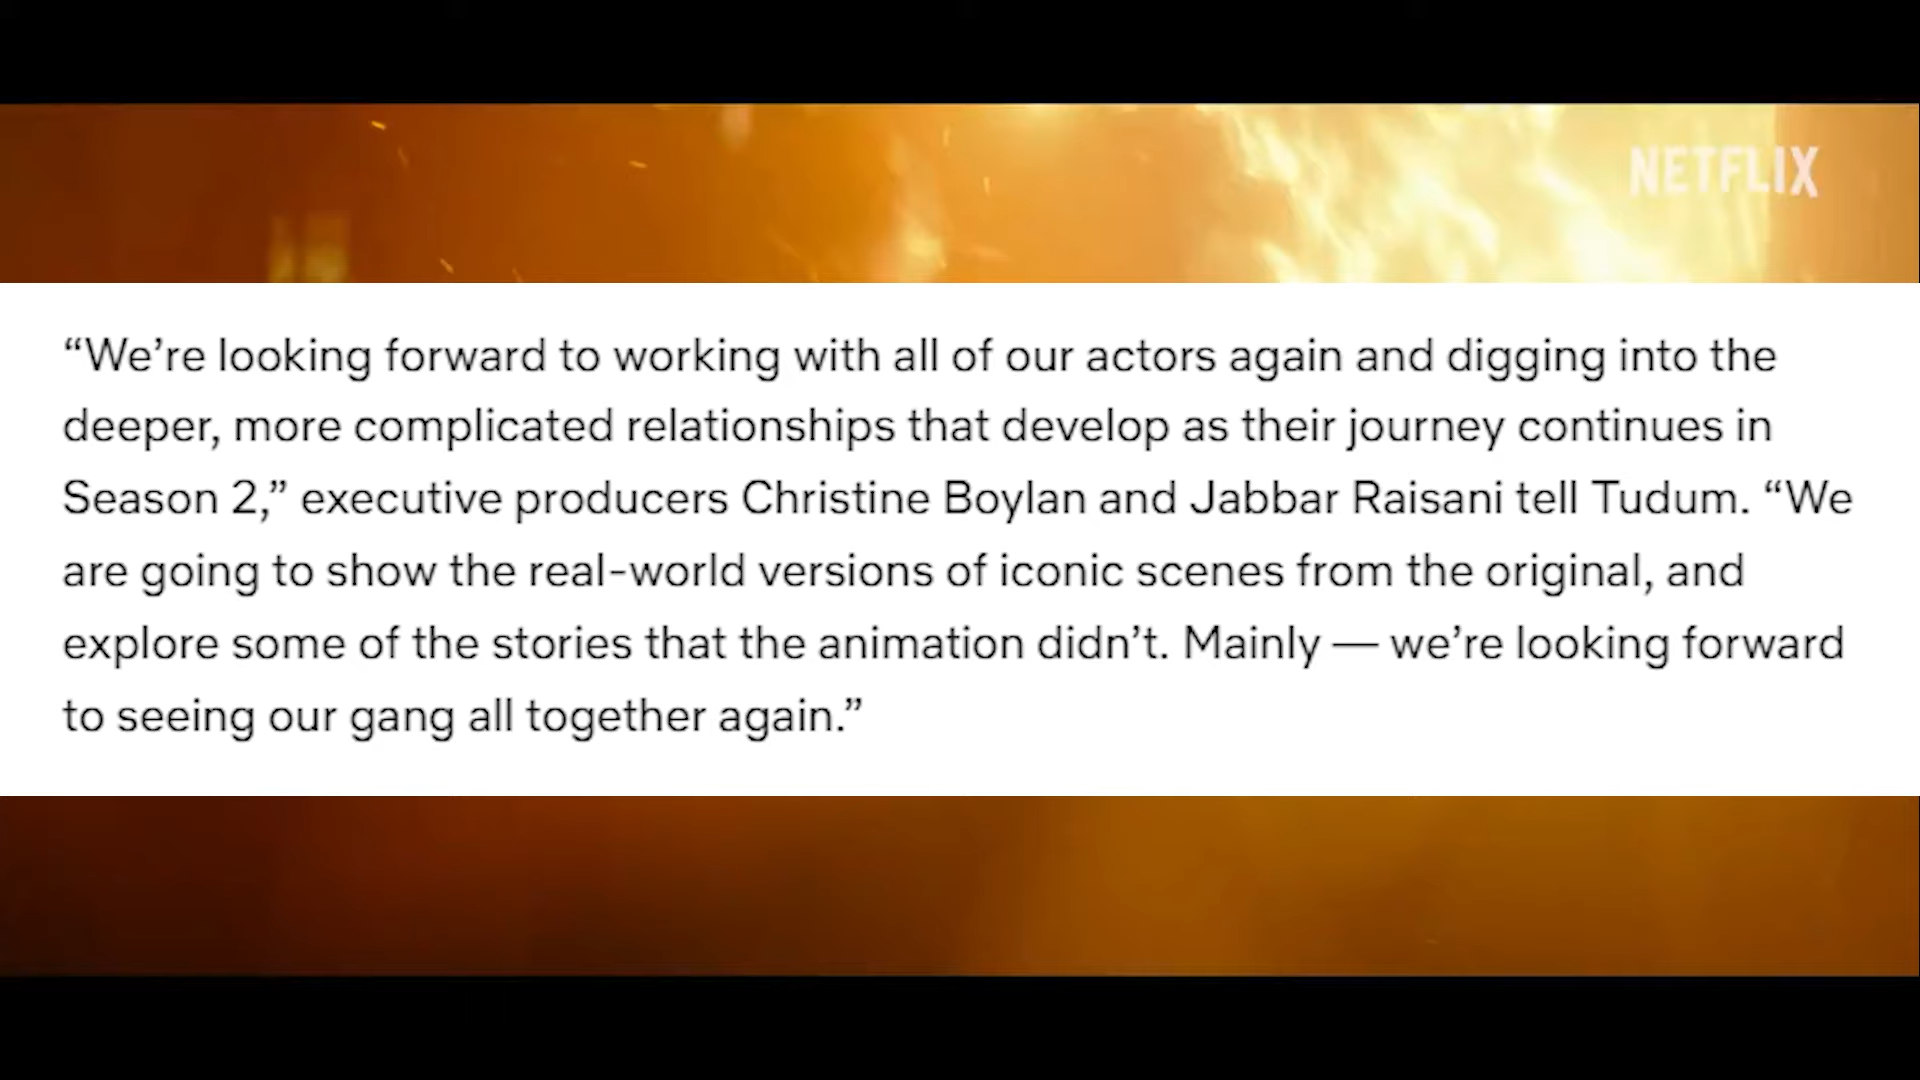 NETFLIX
“We’re looking forward to working with all of our actors again and digging into the
deeper, more complicated relationships that develop as their journey continues in
Season 2,” executive producers Christine Boylan and Jabbar Raisani tell Tudum. “We
are going to show the real-world versions of iconic scenes from the original, and
explore some of the stories that the animation didn’t. Mainly — we’re looking forward
to seeing our gang all together again.”